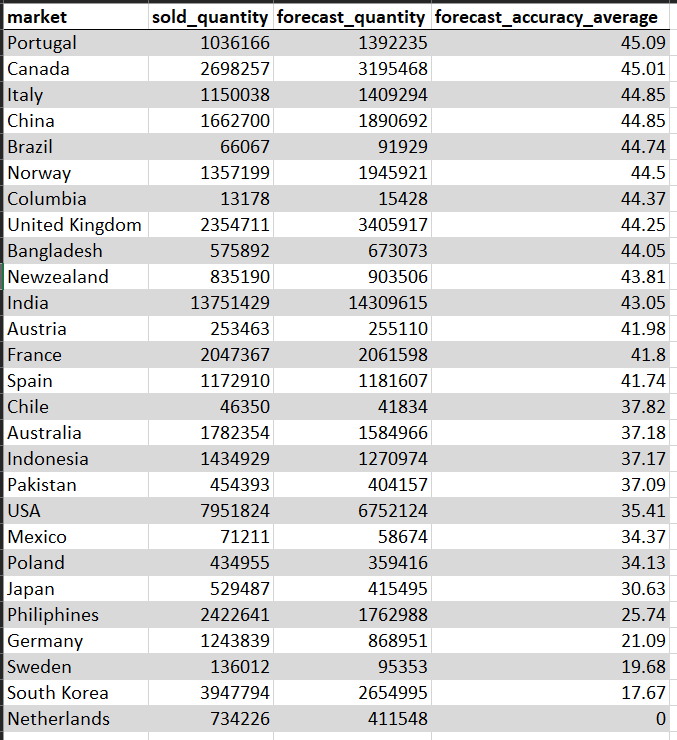 market sold_quantity forecast_quantity forecast_accuracy_average
Portugal 1036166 1392235 45.09
Canada 2698257 3195468 45.01
Italy 1150038 1409294 44.85
China 1662700 1890692 44.85
Brazil 66067 91929 44.74
Norway 1357199 1945921 44.5
Columbia 13178 15428 44.37
United Kingdom 2354711 3405917 44.25
Bangladesh 575892 673073 44.05
Newzealand 835190 903506 43.81
India 13751429 14309615 43.05
Austria 253463 255110 41.98
France 2047367 2061598 41.8
Spain 1172910 1181607 41.74
Chile 46350 41834 37.82
Australia 1782354 1584966 37.18
Indonesia 1434929 1270974 37.17
Pakistan 454393 404157 37.09
USA 7951824 6752124 35.41
Mexico 71211 58674 34.37
Poland 434955 359416 34.13
Japan 529487 415495 30.63
Philiphines 2422641 1762988 25.74
Germany 1243839 868951 21.09
Sweden 136012 95353 19.68
South Korea 3947794 2654995 17.67
Netherlands 734226 411548 0